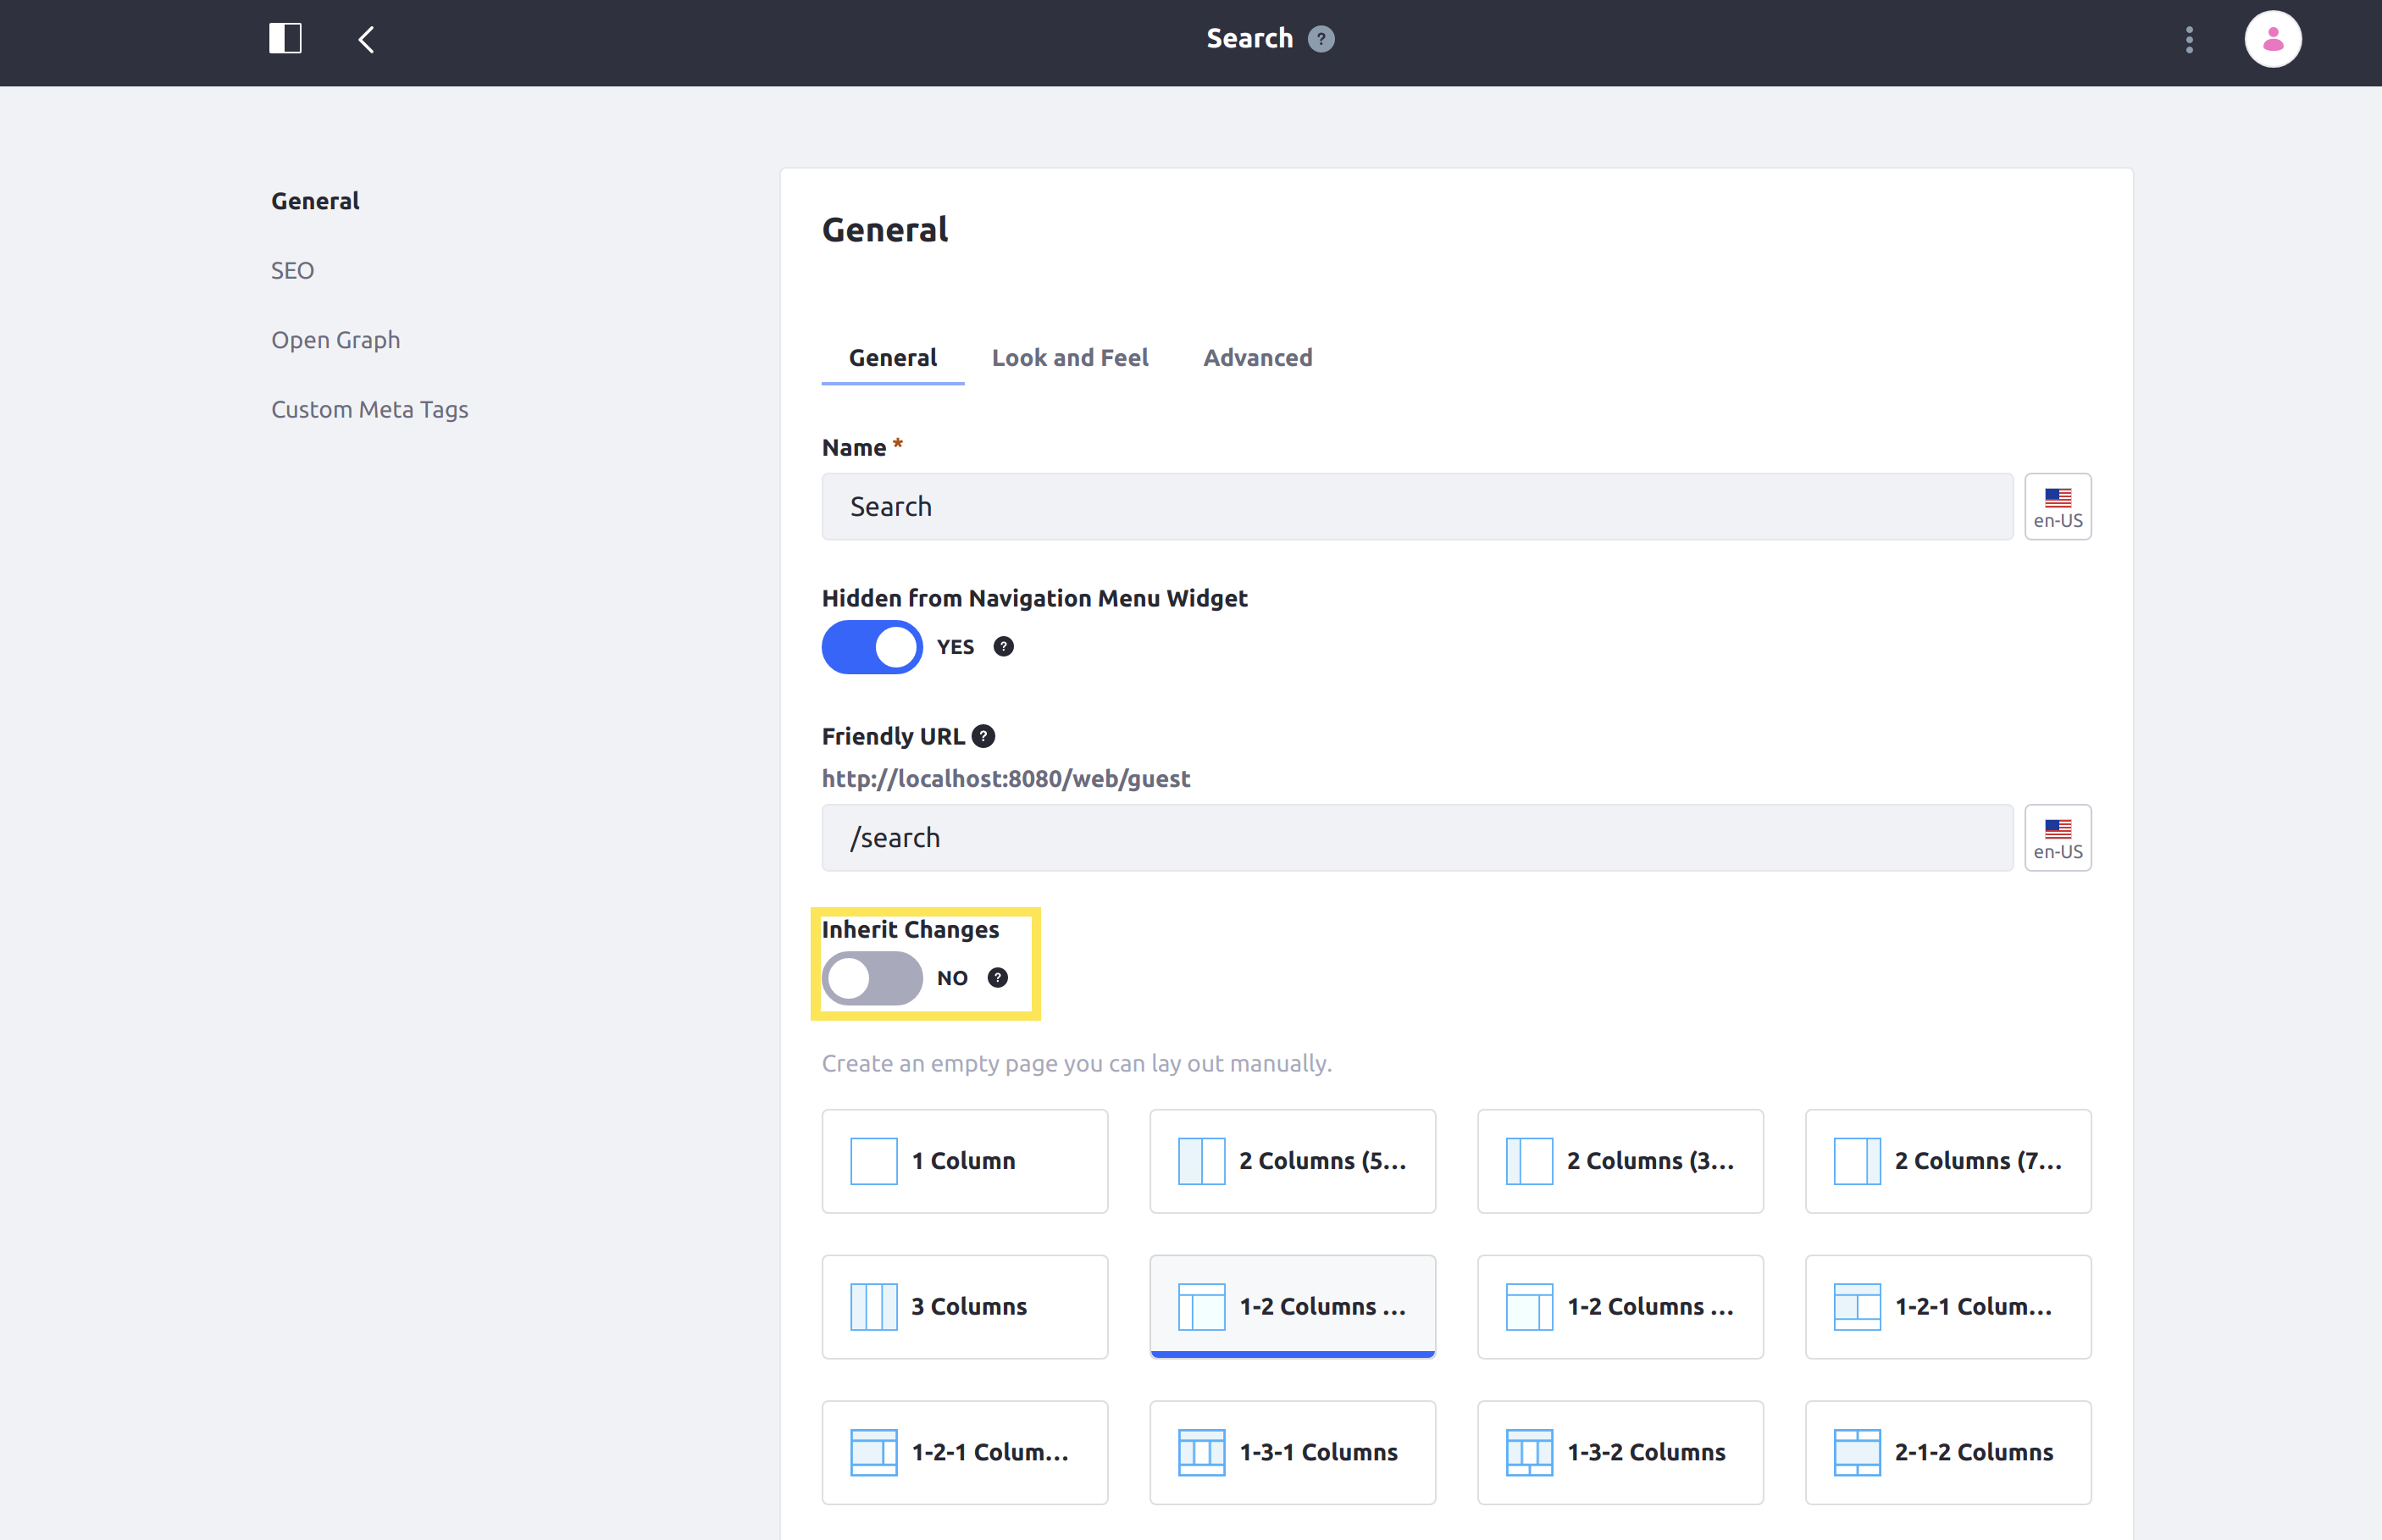 Search ?
General
SEO
Open Graph
Custom Meta Tags
General
General Look and Feel Advanced
Name *
Search
en-US
Hidden from Navigation Menu Widget
YES ?
Friendly URL ?
http://localhost:8080/web/guest
/search
en-US
Inherit Changes
NO ?
Create an empty page you can lay out manually.
1 Column
2 Columns (5...
2 Columns (3...
2 Columns (7...
3 Columns
1-2 Columns ...
1-2 Columns ...
1-2-1 Colum...
1-2-1 Colum...
1-3-1 Columns
1-3-2 Columns
2-1-2 Columns